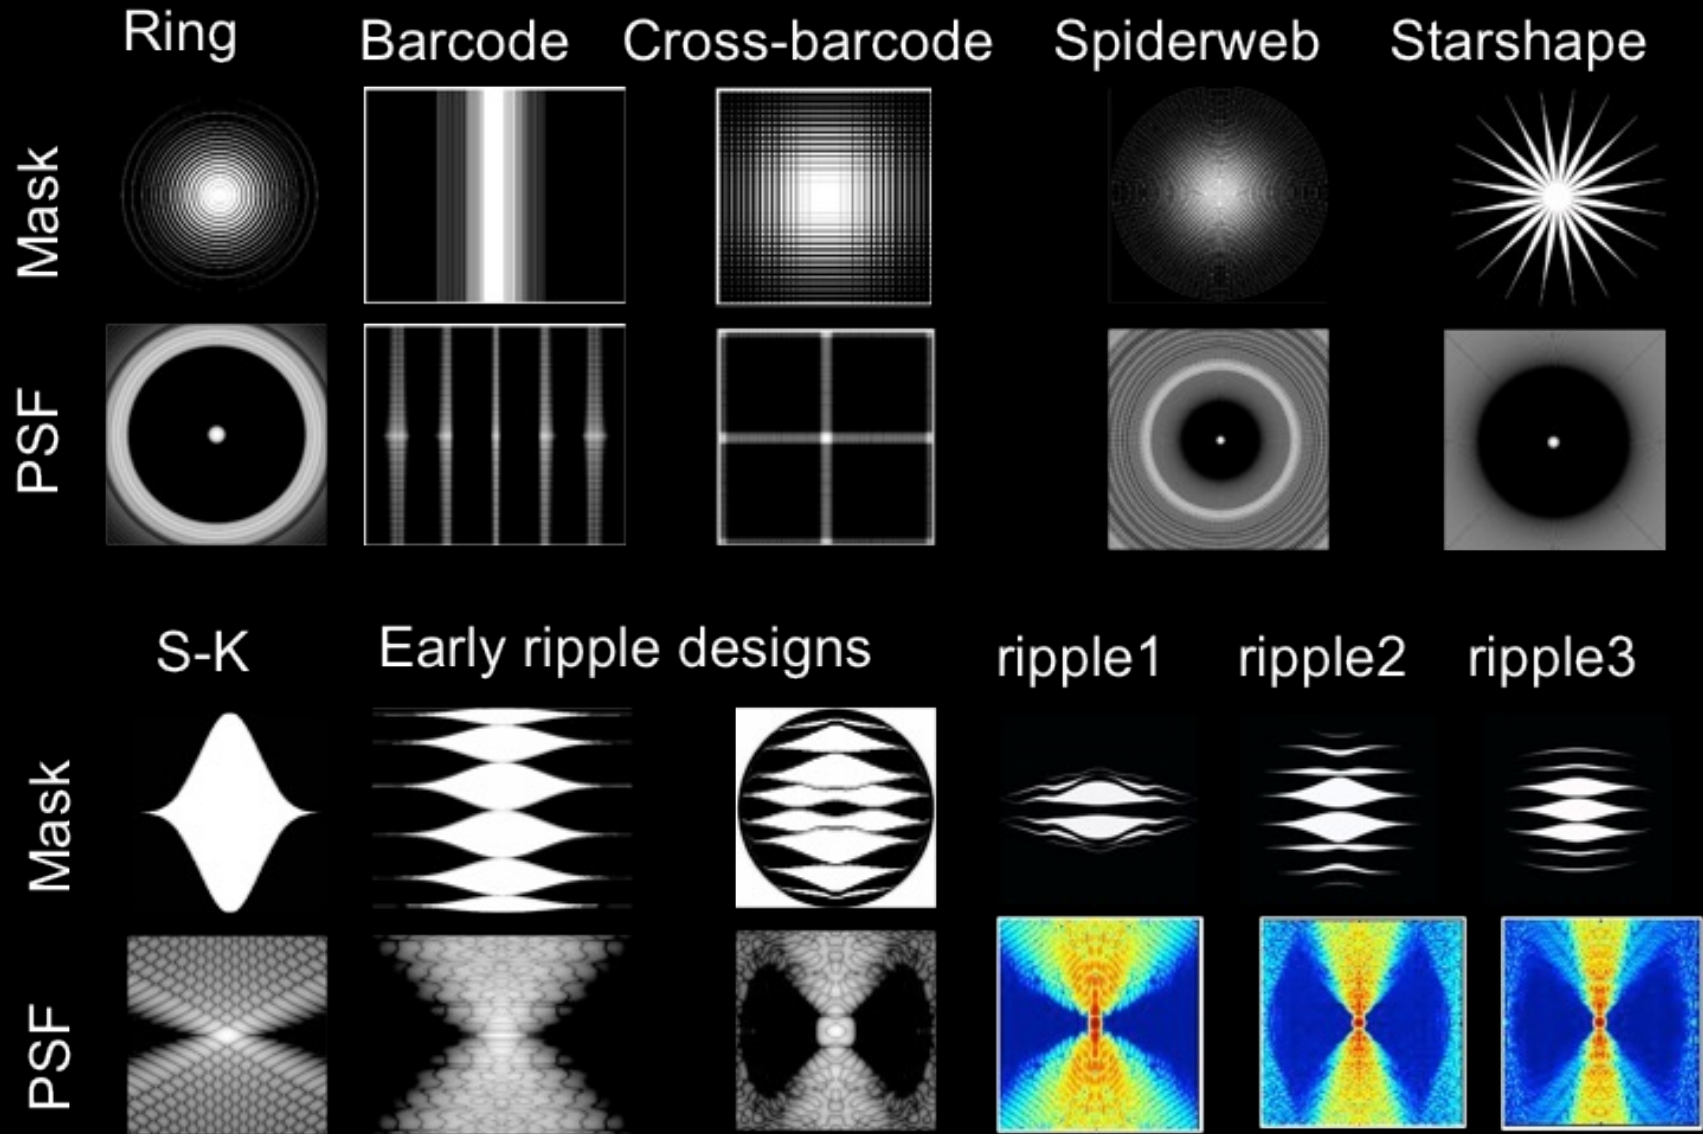 Ring
Barcode
Cross-barcode
Spiderweb
Starshape
Mask
PSF
S-K
Early ripple designs
ripple1
ripple2
ripple3
Mask
PSF